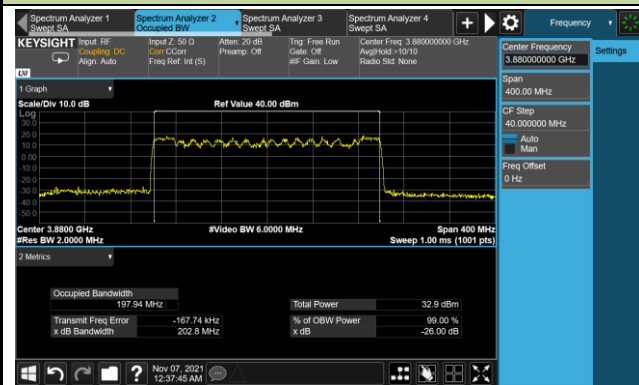 Spectrum Analyzer 1
Swept SA
Spectrum Analyzer 2
Occupied BW
Spectrum Analyzer 3
Swept SA
Spectrum Analyzer 4
Swept SA
Frequency
KEYSIGHT
Input: RF
Coupling: DC
Align: Auto
Input Z: 50 Ω
Corr CCorr
Freq Ref: Int (S)
Atten: 20 dB
Preamp: Off
Trig: Free Run
Gate: Off
#IF Gain: Low
Center Freq: 3.880000000 GHz
Avg|Hold:>10/10
Radio Std: None
Center Frequency
3.880000000 GHz
Settings
Span
400.00 MHz
CF Step
40.000000 MHz
Auto
Man
Freq Offset
0 Hz
1 Graph
Scale/Div 10.0 dB
Ref Value 40.00 dBm
Log
30.0
20.0
10.0
0.00
-10.0
-20.0
-30.0
-40.0
-50.0
Center 3.8800 GHz
#Res BW 2.0000 MHz
#Video BW 6.0000 MHz
Span 400 MHz
Sweep 1.00 ms (1001 pts)
2 Metrics
Occupied Bandwidth
197.94 MHz
Total Power
32.9 dBm
Transmit Freq Error
-167.74 kHz
% of OBW Power
99.00 %
x dB Bandwidth
202.8 MHz
x dB
-26.00 dB
Nov 07, 2021
12:37:45 AM